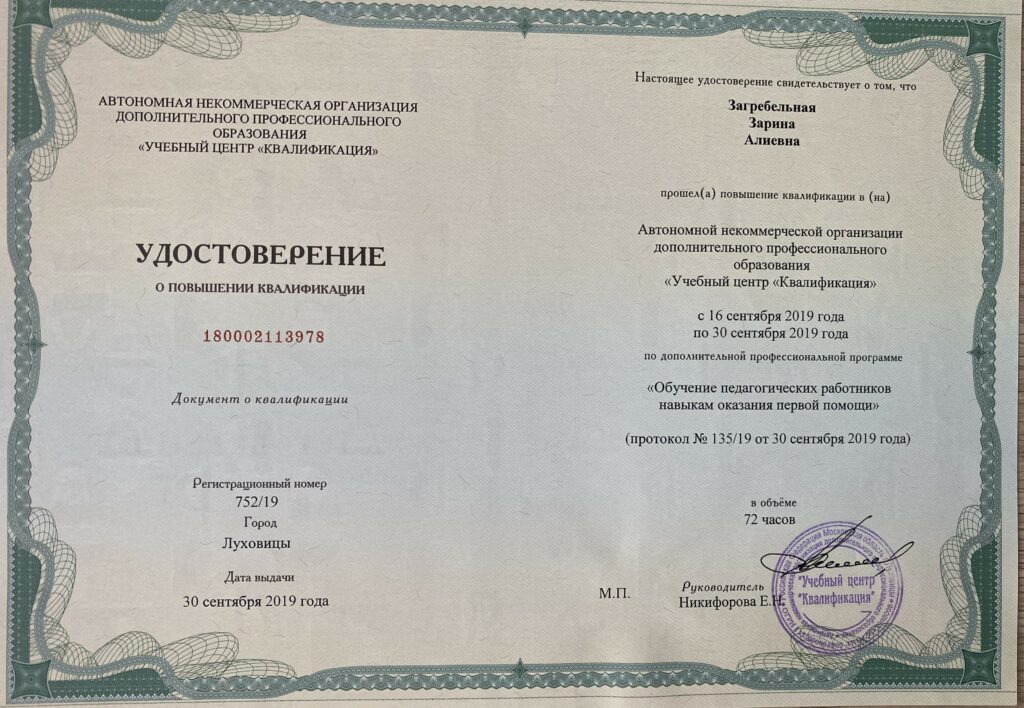 АВТОНОМНАЯ НЕКОММЕРЧЕСКАЯ ОРГАНИЗАЦИЯ
ДОПОЛНИТЕЛЬНОГО ПРОФЕССИОНАЛЬНОГО
ОБРАЗОВАНИЯ
«УЧЕБНЫЙ ЦЕНТР «КВАЛИФИКАЦИЯ»
УДОСТОВЕРЕНИЕ
О ПОВЫШЕНИИ КВАЛИФИКАЦИИ
180002113978
Документ о квалификации
Регистрационный номер
752/19
Город
Луховицы
Дата выдачи
30 сентября 2019 года
Настоящее удостоверение свидетельствует о том, что
Загребельная
Зарина
Алиевна
прошел(а) повышение квалификации в (на)
Автономной некоммерческой организации
дополнительного профессионального
образования
«Учебный центр «Квалификация»
с 16 сентября 2019 года
по 30 сентября 2019 года
по дополнительной профессиональной программе
«Обучение педагогических работников
навыкам оказания первой помощи»
(протокол № 135/19 от 30 сентября 2019 года)
в объёме
72 часов
М.П.
Руководитель
Никифорова Е.Н.
"Учебный центр
"Квалификация"